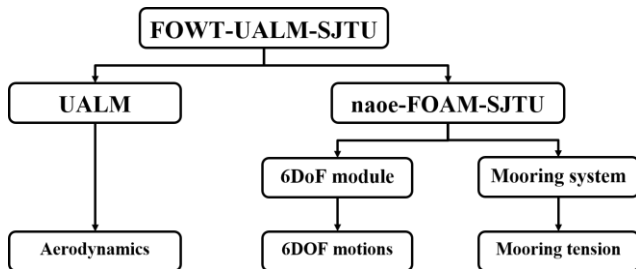 FOWT-UALM-SJTU
UALM
naoe-FOAM-SJTU
6DoF module
Mooring system
Aerodynamics
6DOF motions
Mooring tension